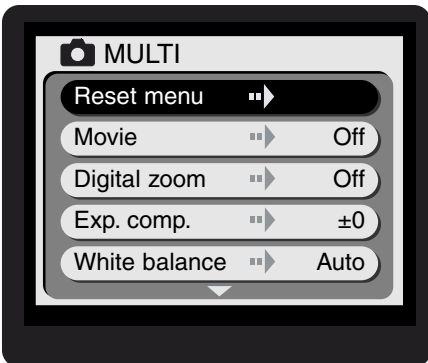 MULTI
Reset menu
Movie Off
Digital zoom Off
Exp. comp. ±0
White balance Auto